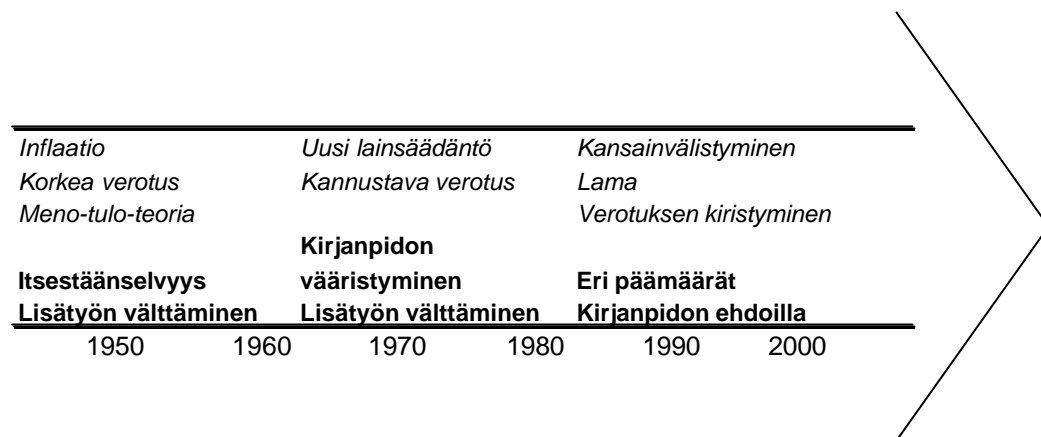 Inflaatio Uusi lainsäädäntö Kansainvälistyminen
Korkea verotus Kannustava verotus Lama
Meno-tulo-teoria Verotuksen kiristyminen
Kirjanpidon
Itsestäänselvyys vääristyminen Eri päämäärät
Lisätyön välttäminen Lisätyön välttäminen Kirjanpidon ehdoilla
1950 1960 1970 1980 1990 2000